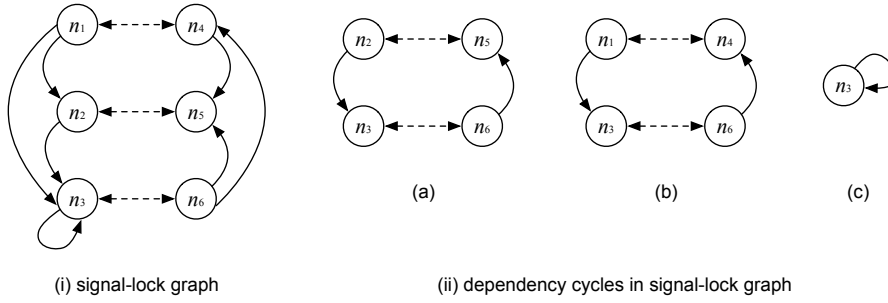 n1 n4
n2 n5
n3 n6
(i) signal-lock graph
n2 n5
n3 n6
(a)
n1 n4
n3 n6
(b)
n3
(c)
(ii) dependency cycles in signal-lock graph